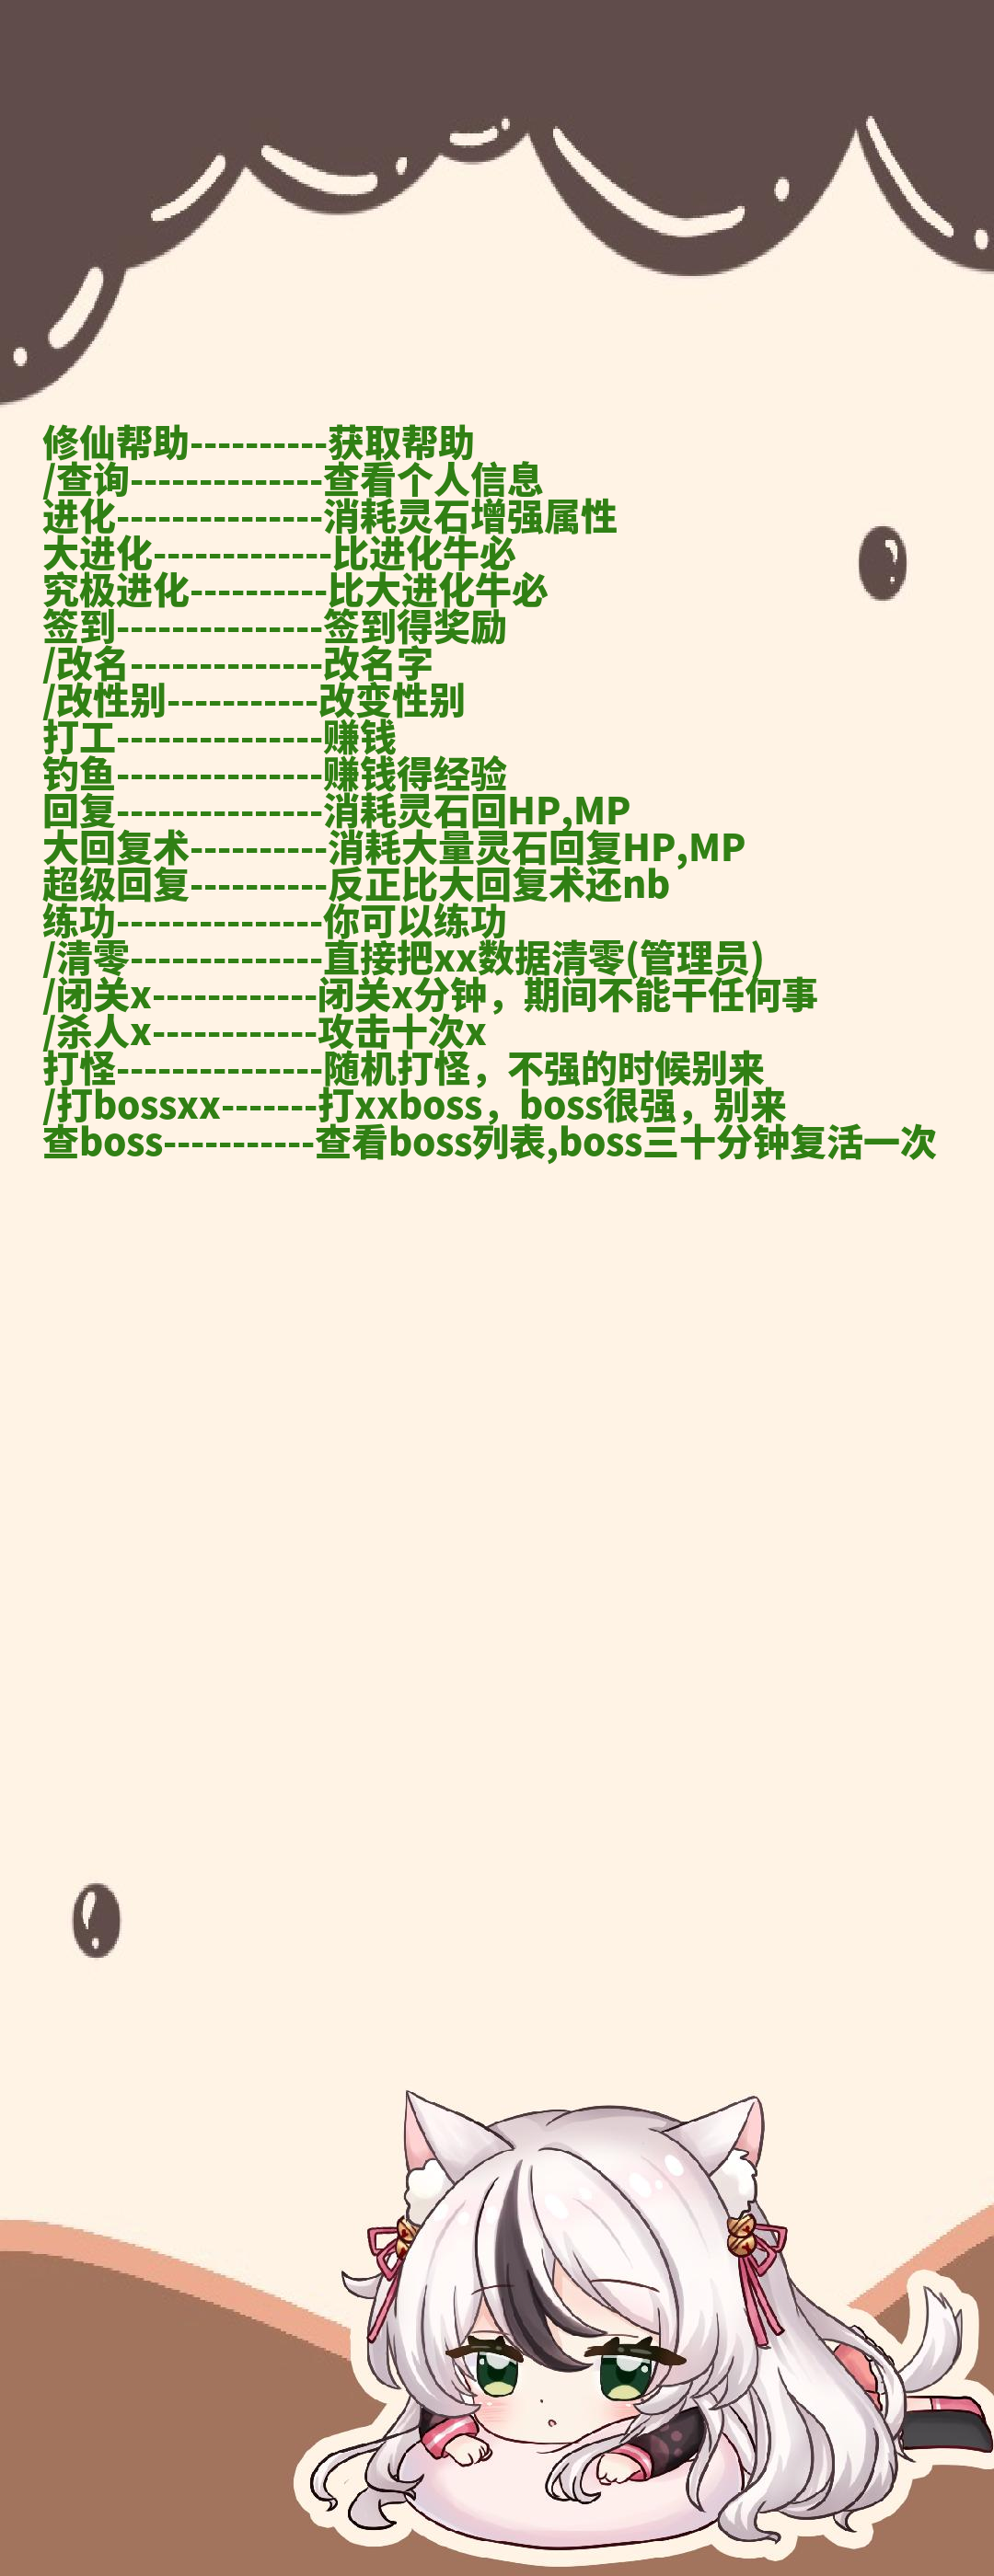 修仙帮助----------获取帮助
/查询--------------查看个人信息
进化---------------消耗灵石增强属性
大进化-------------比进化牛必
究极进化----------比大进化牛必
签到---------------签到得奖励
/改名--------------改名字
/改性别-----------改变性别
打工---------------赚钱
钓鱼---------------赚钱得经验
回复---------------消耗灵石回HP,MP
大回复术----------消耗大量灵石回复HP,MP
超级回复----------反正比大回复术还nb
练功---------------你可以练功
/清零--------------直接把xx数据清零(管理员)
/闭关x------------闭关x分钟，期间不能干任何事
/杀人x------------攻击十次x
打怪---------------随机打怪，不强的时候别来
/打bossxx-------打xxboss，boss很强，别来
查boss-----------查看boss列表,boss三十分钟复活一次